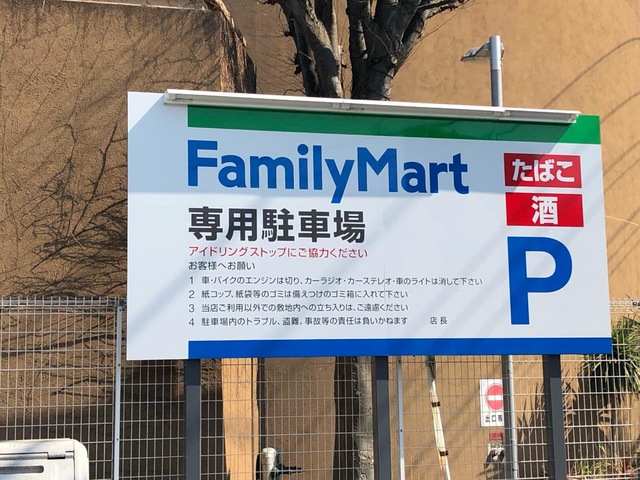 FamilyMart
たばこ
酒
P
専用駐車場
アイドリングストップにご協力ください
お客様へお願い
1 車・バイクのエンジンは切り、カーラジオ・カーステレオ・車のライトは消して下さい
2 紙コップ、紙袋等のゴミは備えつけのゴミ箱に入れて下さい
3 当店ご利用以外での敷地内への立ち入りは、ご遠慮ください
4 駐車場内のトラブル、盗難、事故等の責任は負いかねます 店長